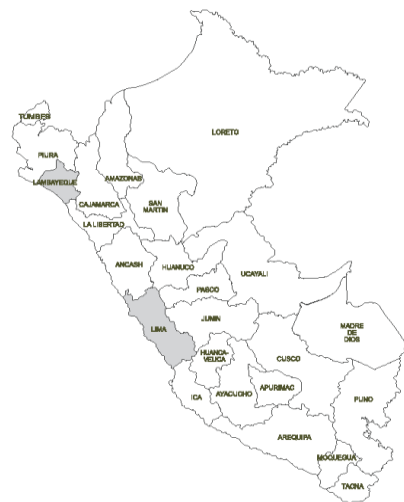 TUMBES
LORETO
PIURA
AMAZONAS
LAMBAYEQUE
CAJAMARCA
SAN
MARTIN
LA LIBERTAD
ANCASH
HUANUCO
UCAYALI
PASCO
LIMA
JUNIN
MADRE
DE
DIOS
HUANCA-
VELICA
CUSCO
ICA
AYACUCHO
APURIMAC
PUNO
AREQUIPA
MOQUEGUA
TACNA